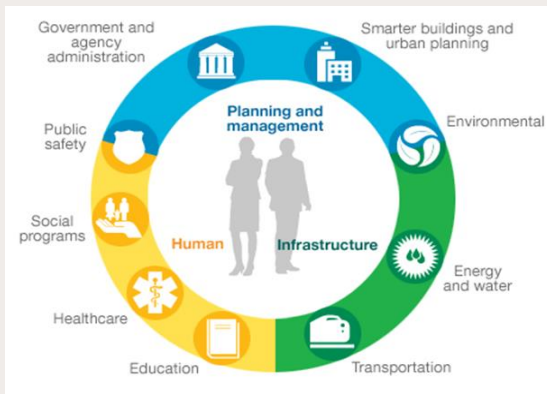 Government and
agency
administration
Smarter buildings and
urban planning
Planning and
management
Public
safety
Environmental
Social
programs
Human
Infrastructure
Energy
and water
Healthcare
Education
Transportation